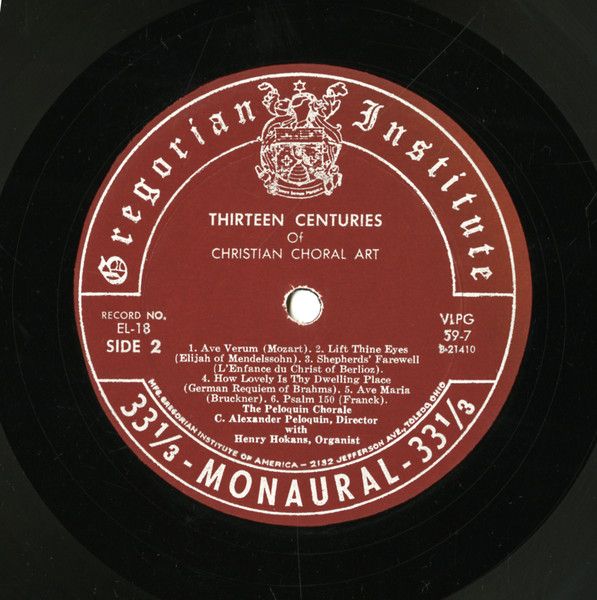 Gregorian Institute
THIRTEEN CENTURIES
Of
CHRISTIAN CHORAL ART
RECORD NO.
EL-18
SIDE 2
VLPG
59-7
B-21410
1. Ave Verum (Mozart). 2. Lift Thine Eyes
(Elijah of Mendelssohn). 3. Shepherds' Farewell
(L'Enfance du Christ of Berlioz).
4. How Lovely Is Thy Dwelling Place
(German Requiem of Brahms). 5. Ave Maria
(Bruckner). 6. Psalm 150 (Franck).
The Peloquin Chorale
C. Alexander Peloquin, Director
with
Henry Hokans, Organist
MFG. GREGORIAN INSTITUTE OF AMERICA - 2132 JEFFERSON AVE., TOLEDO, OHIO
33 1/3 - MONAURAL - 33 1/3